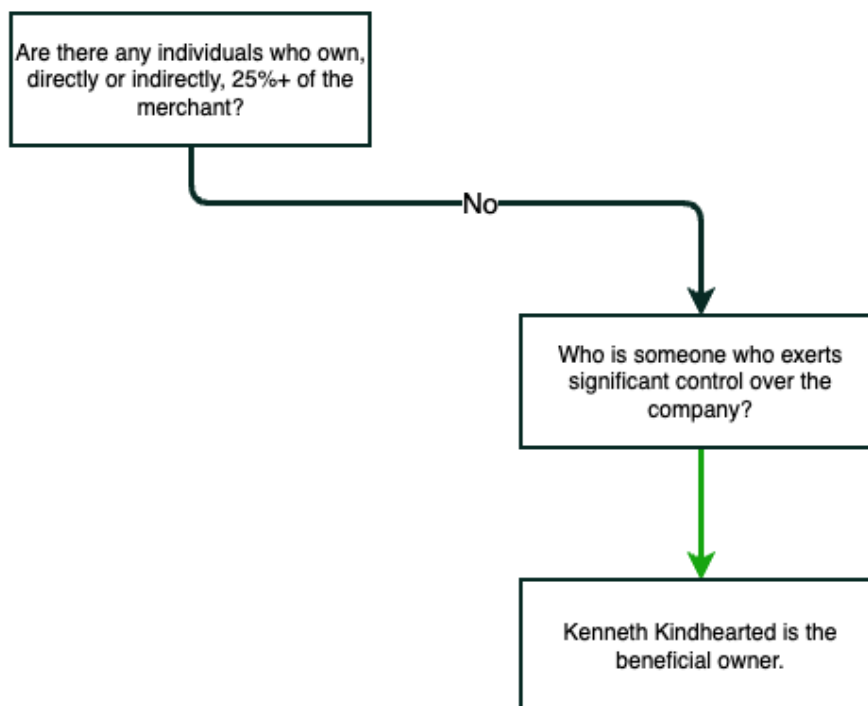 Are there any individuals who own,
directly or indirectly, 25%+ of the
merchant?
No
Who is someone who exerts
significant control over the
company?
Kenneth Kindhearted is the
beneficial owner.